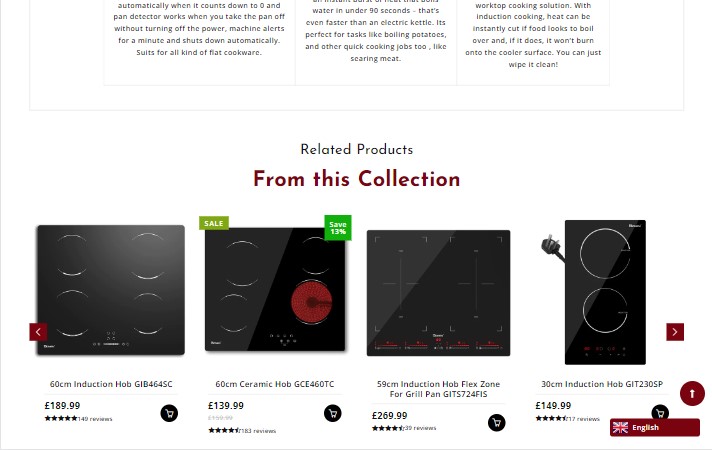 automatically when it counts down to 0 and
pan detector works when you take the pan off
without turning off the power, machine alerts
for a minute and shuts down automatically.
Suits for all kind of flat cookware.
water in under 90 seconds - that's
even faster than an electric kettle. Its
perfect for tasks like boiling potatoes,
and other quick cooking jobs too , like
searing meat.
worktop cooking solution. With
induction cooking, heat can be
instantly cut if food looks to boil
over and, if it does, it won't burn
onto the cooler surface. You can just
wipe it clean!
Related Products
From this Collection
SALE
Save
13%
60cm Induction Hob GIB464SC
£189.99
149 reviews
60cm Ceramic Hob GCE460TC
£139.99
£159.99
183 reviews
59cm Induction Hob Flex Zone
For Grill Pan GITS724FIS
£269.99
39 reviews
30cm Induction Hob GIT230SP
£149.99
17 reviews
English